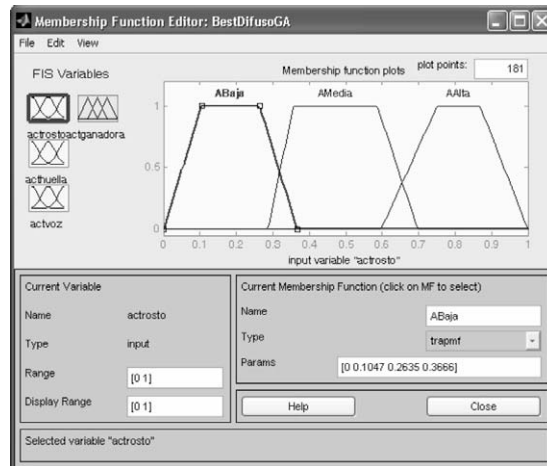 Membership Function Editor: BestDifusoGA
File Edit View
FIS Variables
Membership function plots plot points: 181
ABaja AMedia AAlta
1
0.5
0
0 0.1 0.2 0.3 0.4 0.5 0.6 0.7 0.8 0.9 1
input variable "actrosto"
actrostoactganadora
acthuella
actvoz
Current Variable
Name actrosto
Type input
Range [0 1]
Display Range [0 1]
Current Membership Function (click on MF to select)
Name ABaja
Type trapmf
Params [0 0.1047 0.2635 0.3666]
Help Close
Selected variable "actrosto"